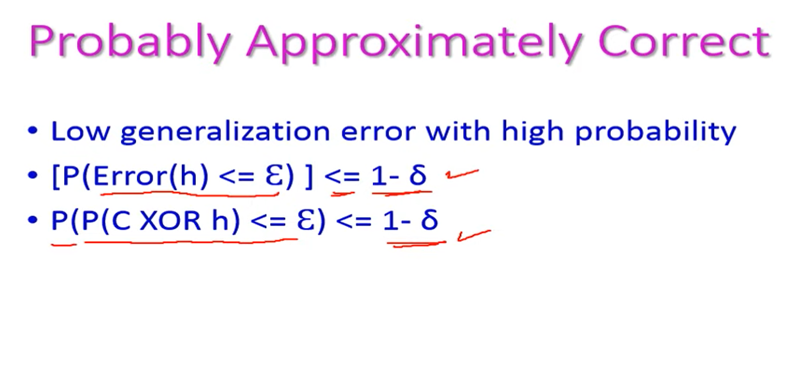 Probably Approximately Correct
• Low generalization error with high probability
• [P(Error(h) <= Ɛ) ] <= 1- δ
• P(P(C XOR h) <= Ɛ) <= 1- δ